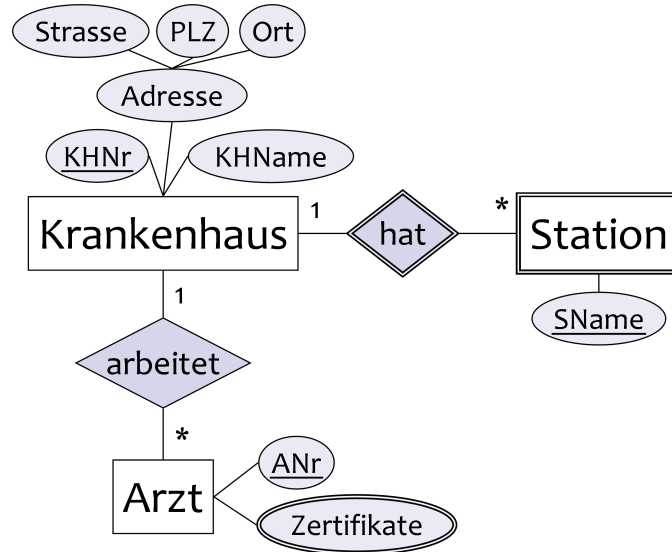 Strasse PLZ Ort
Adresse
KHNr KHName
Krankenhaus 1 hat * Station
SName
1
arbeitet
*
Arzt
ANr
Zertifikate